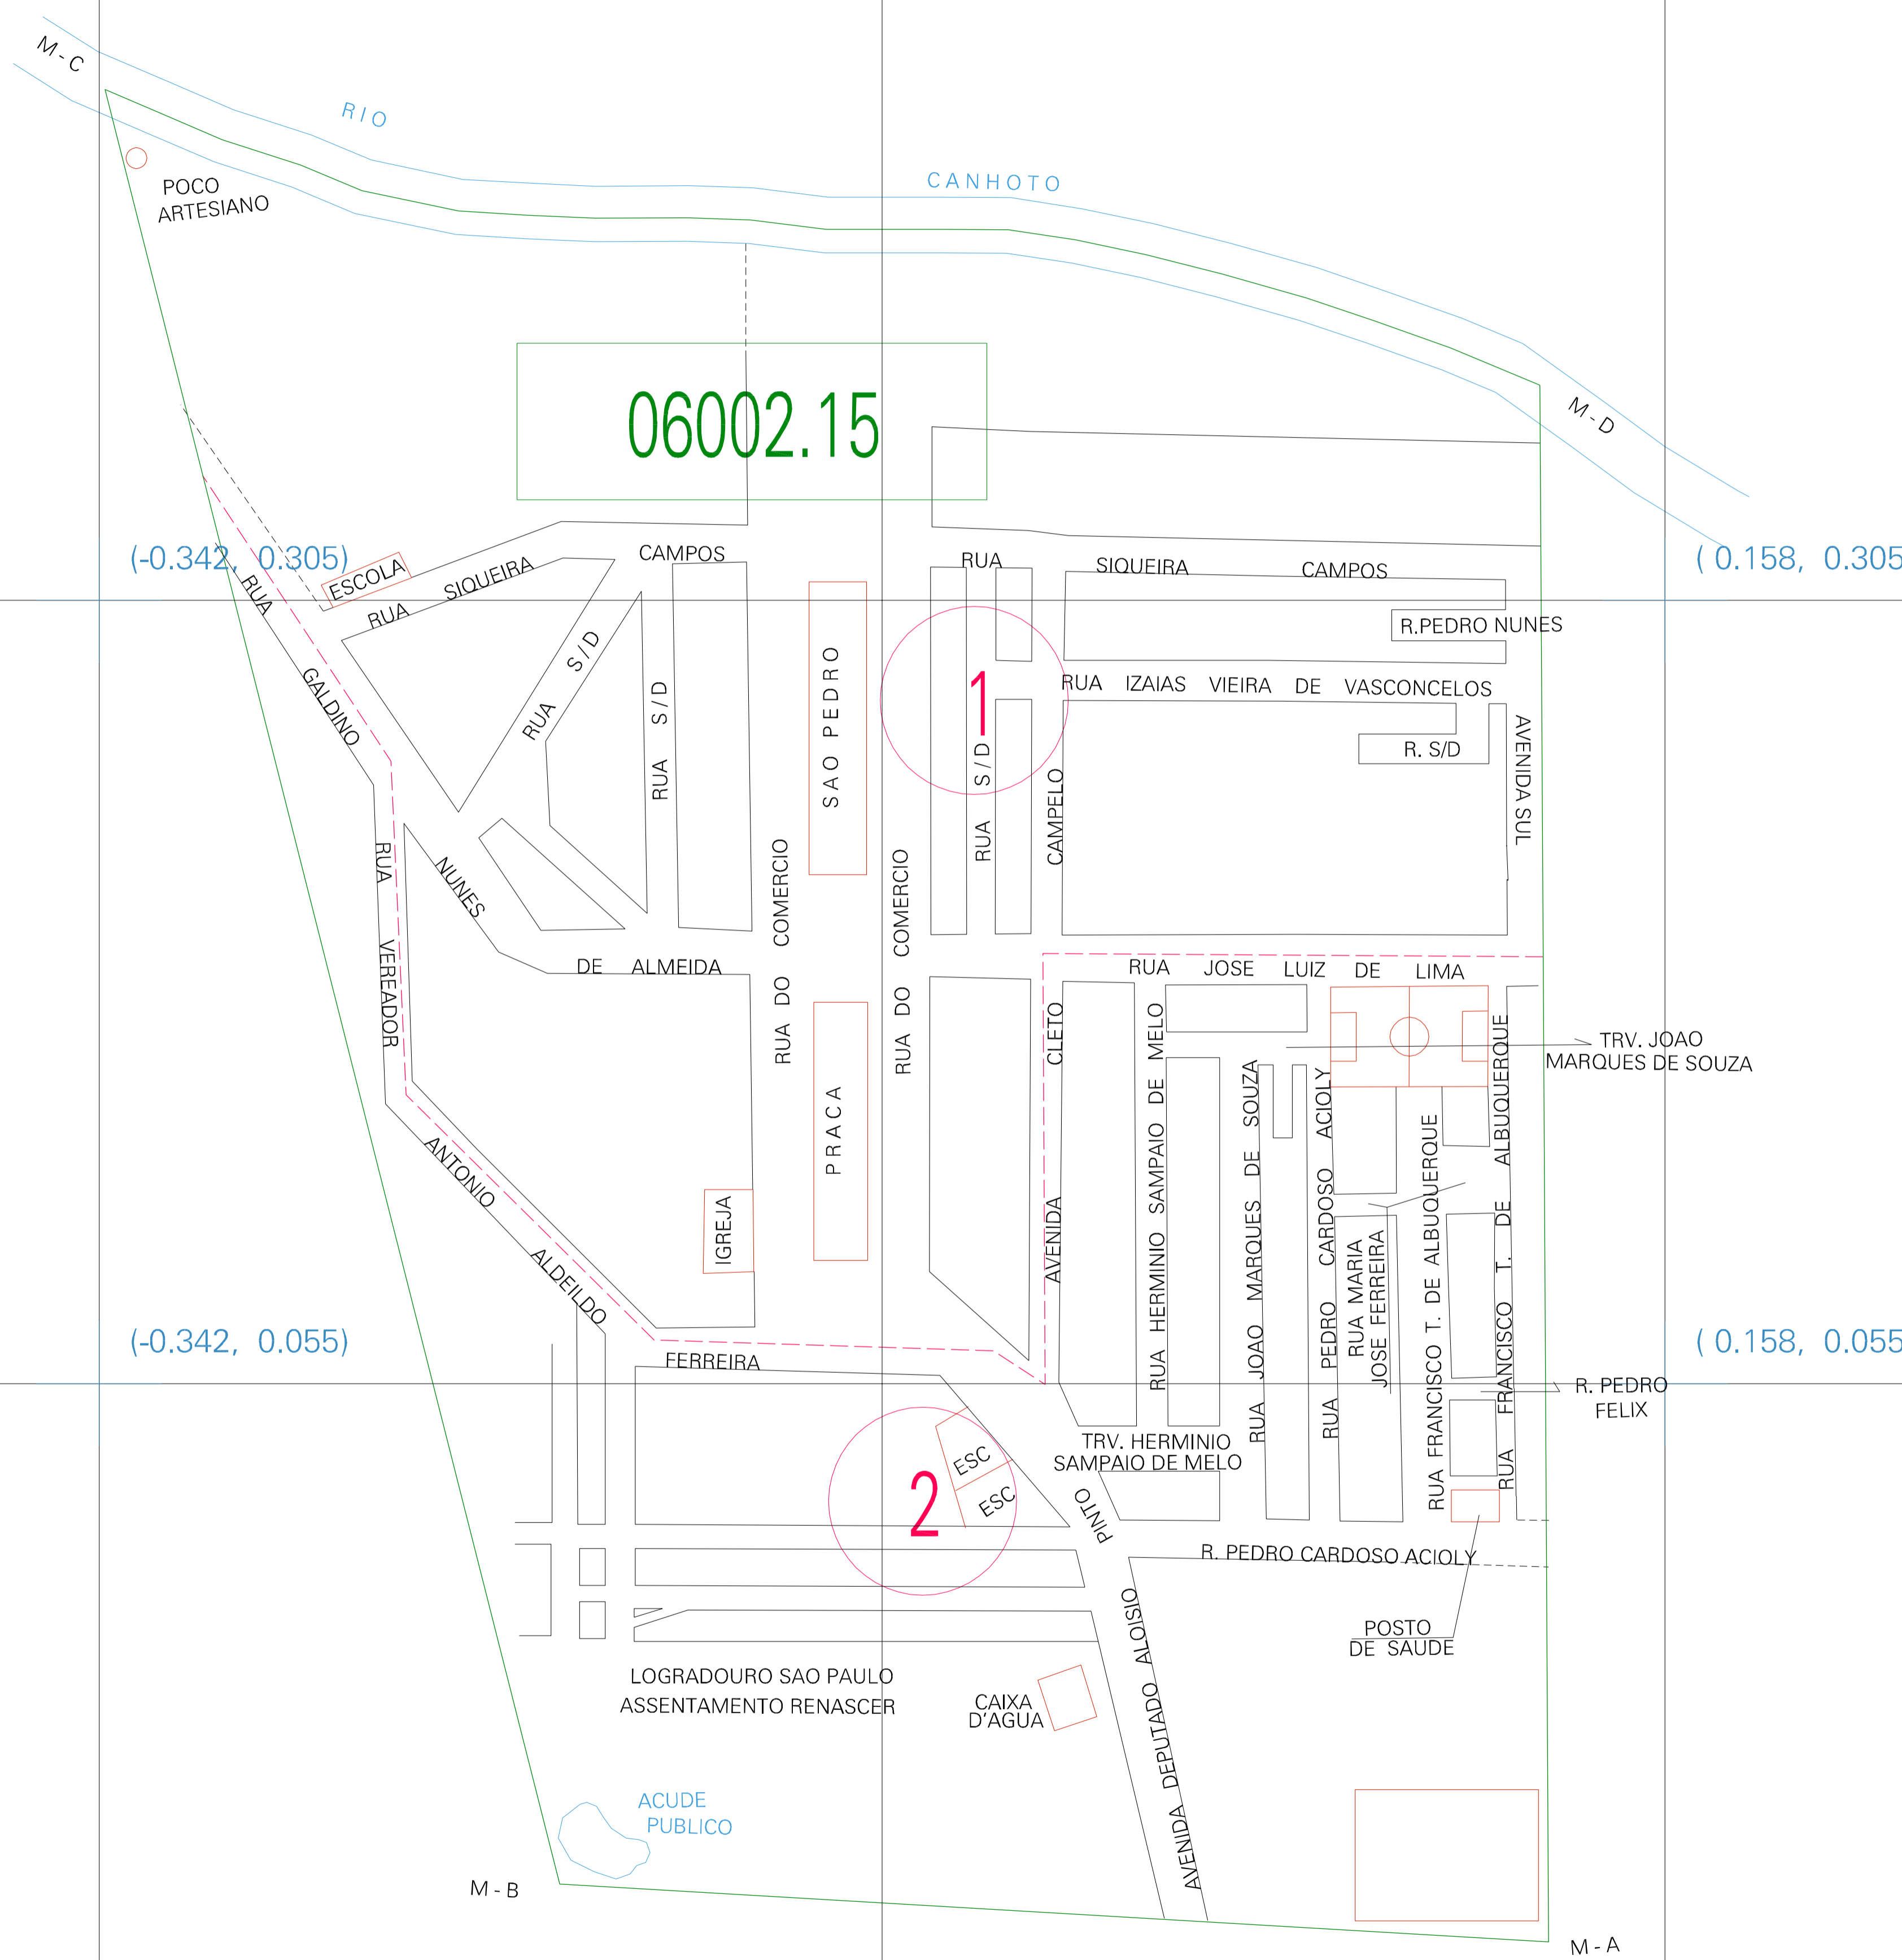 M - C
RIO
CANHOTO
POCO
ARTESIANO
06002.15
M - D
(-0.342, 0.305)
( 0.158, 0.305
ESCOLA
RUA SIQUEIRA CAMPOS
RUA SIQUEIRA CAMPOS
R.PEDRO NUNES
RUA GALDINO NUNES DE ALMEIDA
RUA S/D
RUA S/D
SAO PEDRO
1
RUA S/D
RUA IZAIAS VIEIRA DE VASCONCELOS
R. S/D
AVENIDA SUL
CAMPELO
RUA DO COMERCIO
RUA DO COMERCIO
RUA VEREADOR ANTONIO ALDEILDO FERREIRA
RUA JOSE LUIZ DE LIMA
AVENIDA CLETO
TRV. JOAO
MARQUES DE SOUZA
PRACA
IGREJA
RUA HERMINIO SAMPAIO DE MELO
RUA HERMINIO SAMPAIO DE MELO
RUA JOAO MARQUES DE SOUZA
RUA PEDRO CARDOSO ACIOLY
RUA MARIA
JOSE FERREIRA
RUA FRANCISCO T. DE ALBUQUERQUE
RUA FRANCISCO T. DE ALBUQUERQUE
(-0.342, 0.055)
( 0.158, 0.055
R. PEDRO
FELIX
TRV. HERMINIO
SAMPAIO DE MELO
ESC
ESC
2
PINTO
R. PEDRO CARDOSO ACIOLY
POSTO
DE SAUDE
LOGRADOURO SAO PAULO
ASSENTAMENTO RENASCER
CAIXA
D'AGUA
AVENIDA DEPUTADO ALOISIO
ACUDE
PUBLICO
M - B
M - A